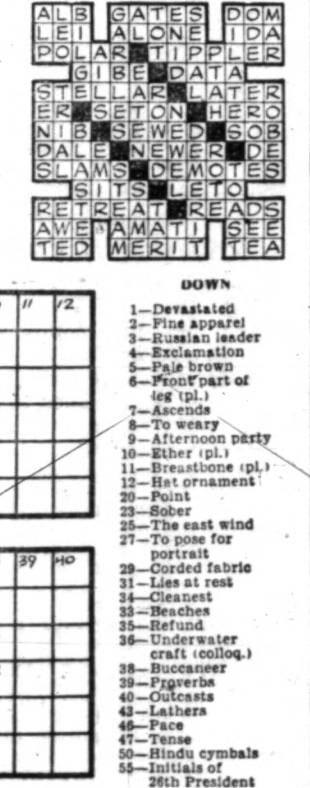 ALB GATES DOM
LEI ALONE IDA
POLAR TIPPLER
GIBE DATA
STELLAR LATER
ER SETON HERO
NIB SEWED SOB
DALE NEWER DE
SLAMS DEMOTES
SITS LETO
RETREAT READS
AWE AMATI SEE
TED MERIT TEA
DOWN
11 12
1—Devastated
2—Fine apparel
3—Russian leader
4—Exclamation
5—Pale brown
6—Front part of
leg (pl.)
7—Ascends
8—To weary
9—Afternoon party
10—Ether (pl.)
11—Breastbone (pl.)
12—Hat ornament
20—Point
23—Sober
25—The east wind
27—To pose for
portrait
29—Corded fabric
31—Lies at rest
34—Cleanest
33—Beaches
35—Refund
36—Underwater
craft (colloq.)
38—Buccaneer
39—Proverbs
40—Outcasts
43—Lathers
46—Pace
47—Tense
50—Hindu cymbals
55—Initials of
26th President
39 40